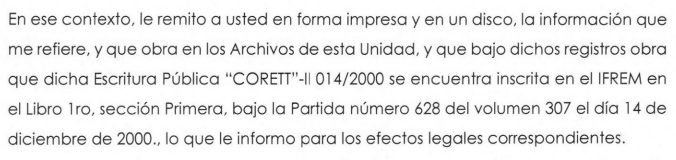 En ese contexto, le remito a usted en forma impresa y en un disco, la información que
me refiere, y que obra en los Archivos de esta Unidad, y que bajo dichos registros obra
que dicha Escritura Pública "CORETT"-II 014/2000 se encuentra inscrita en el IFREM en
el Libro 1ro, sección Primera, bajo la Partida número 628 del volumen 307 el día 14 de
diciembre de 2000., lo que le informo para los efectos legales correspondientes.